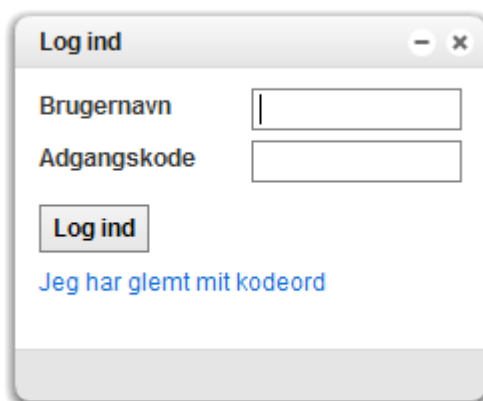 Log ind
Brugernavn
Adgangskode
Log ind
Jeg har glemt mit kodeord